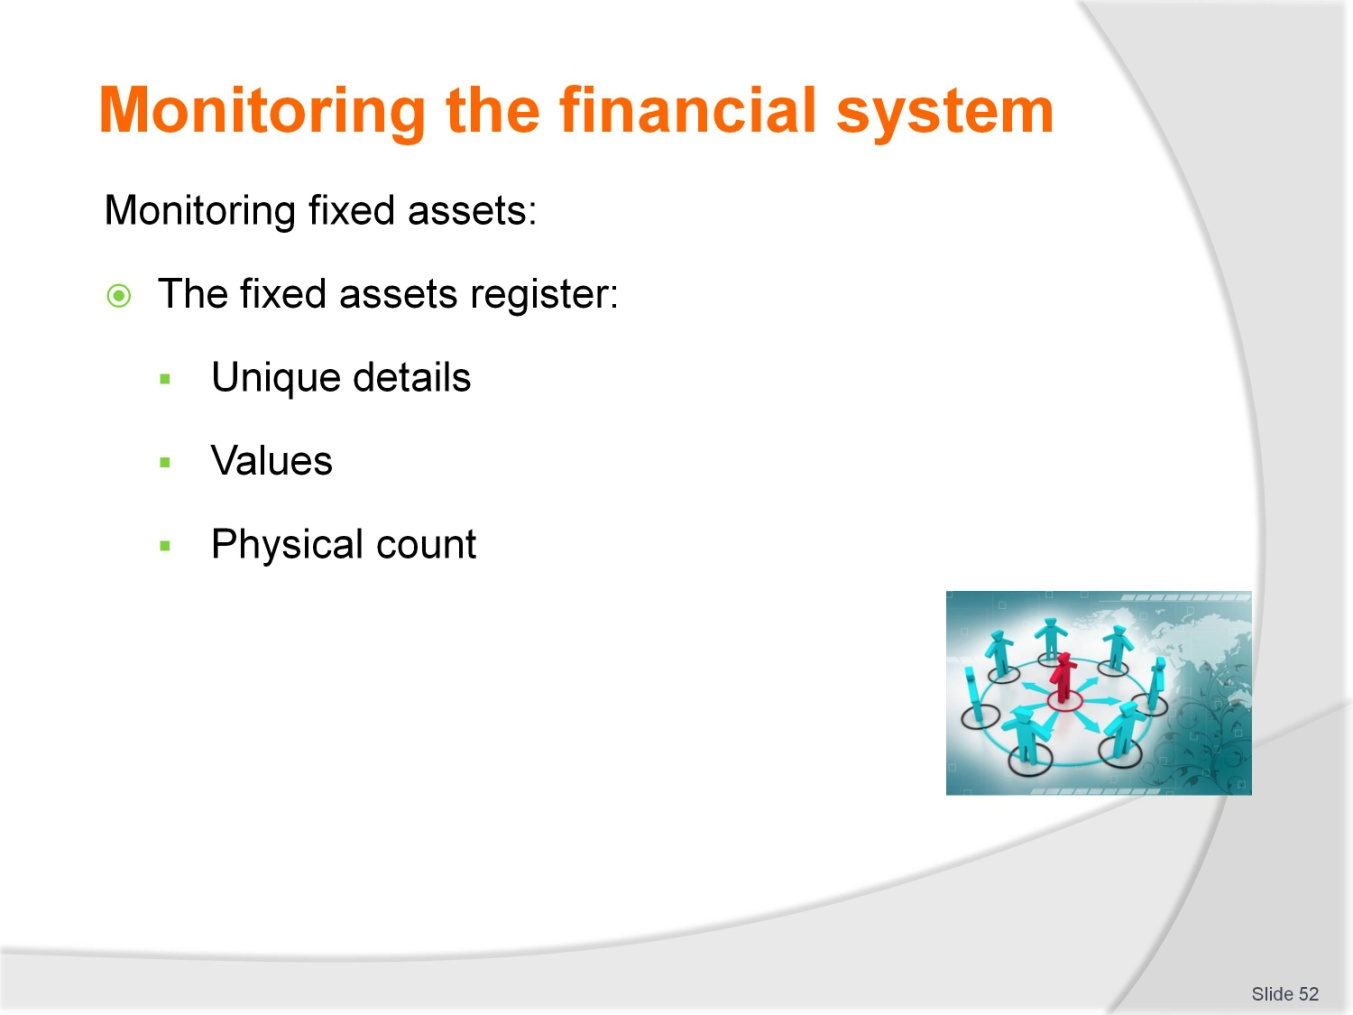 Monitoring the financial system
Monitoring fixed assets:
The fixed assets register:
Unique details
Values
Physical count
Slide 52